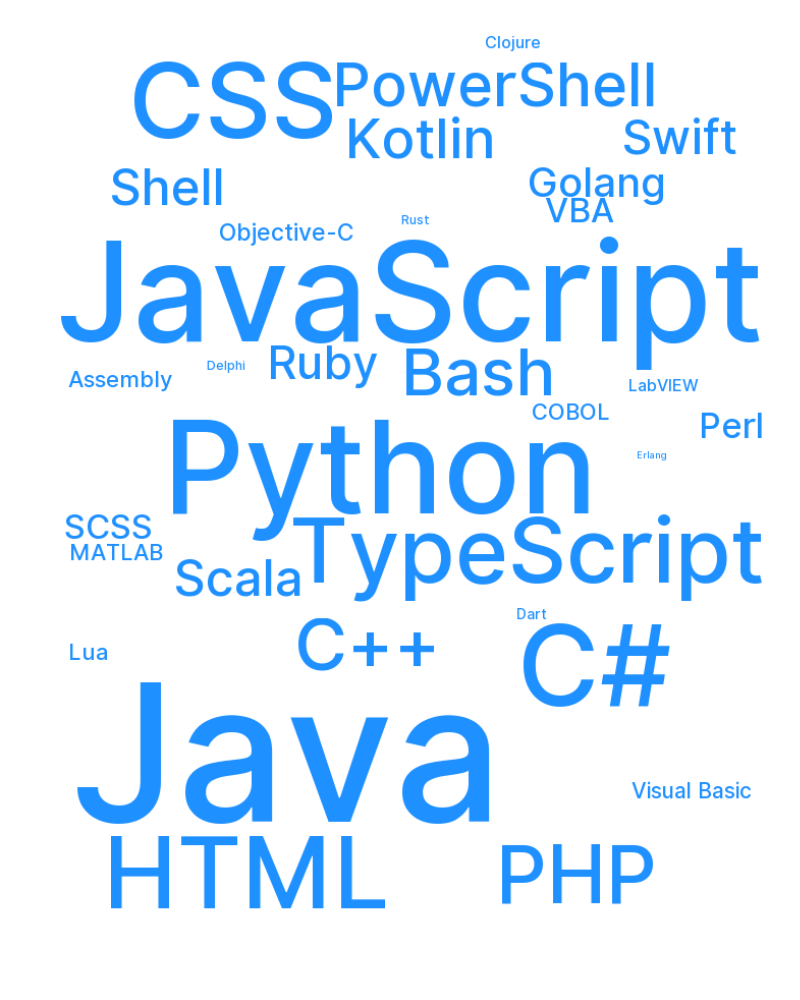 Clojure
CSS
PowerShell
Kotlin
Swift
Shell
Golang
VBA
Objective-C
Rust
JavaScript
Ruby
Bash
Delphi
Assembly
LabVIEW
COBOL
Perl
Python
Erlang
SCSS
TypeScript
MATLAB
Scala
Dart
C++
C#
Lua
Java
Visual Basic
HTML
PHP